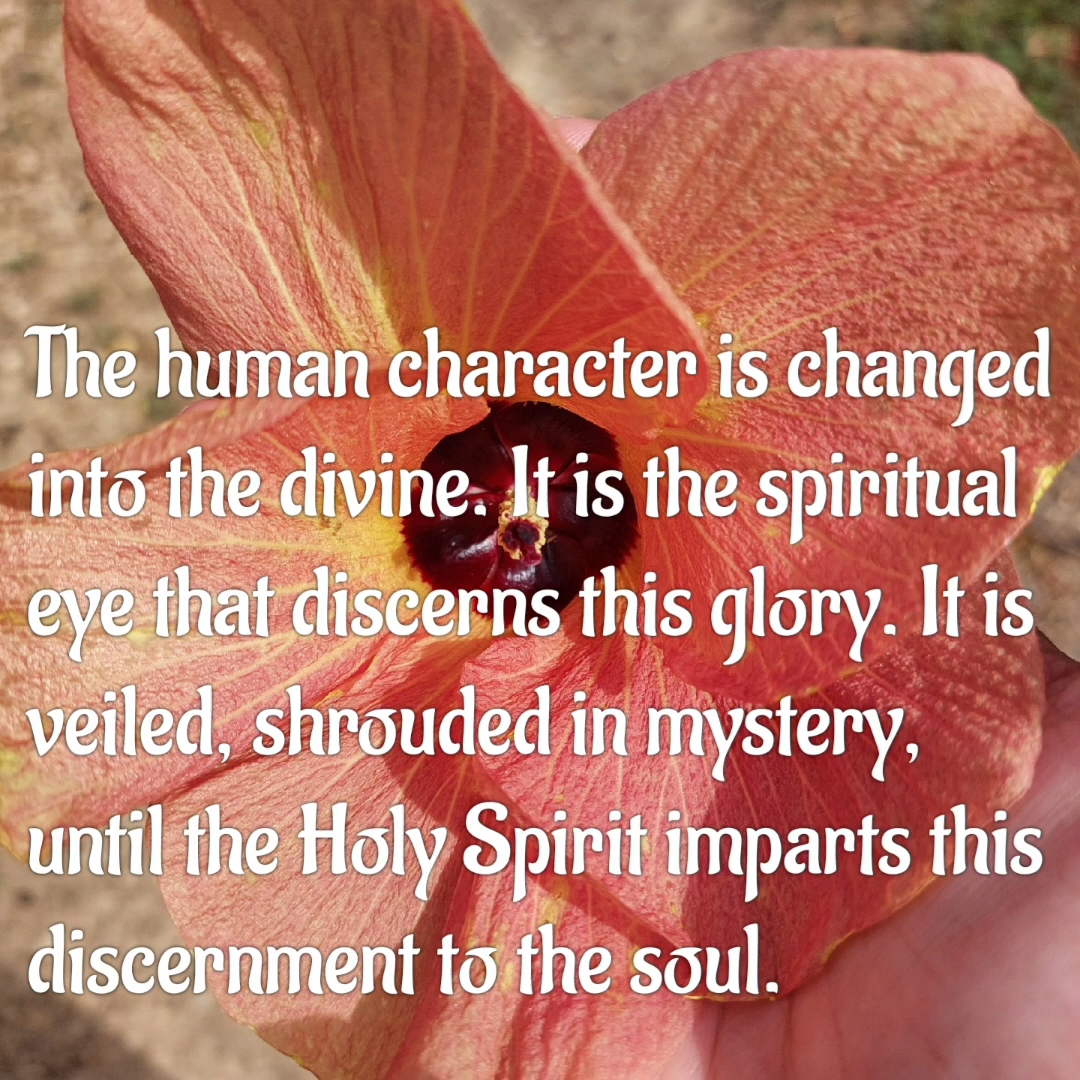 The human character is changed
into the divine. It is the spiritual
eye that discerns this glory. It is
veiled, shrouded in mystery,
until the Holy Spirit imparts this
discernment to the soul.